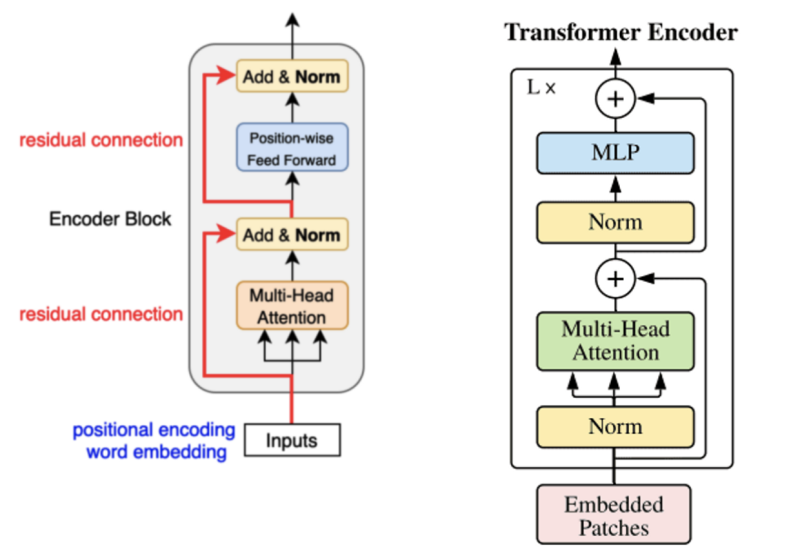 Add & Norm
residual connection
Position-wise
Feed Forward
Encoder Block
Add & Norm
residual connection
Multi-Head
Attention
positional encoding
word embedding
Inputs
Transformer Encoder
L x
+
MLP
Norm
+
Multi-Head
Attention
Norm
Embedded
Patches